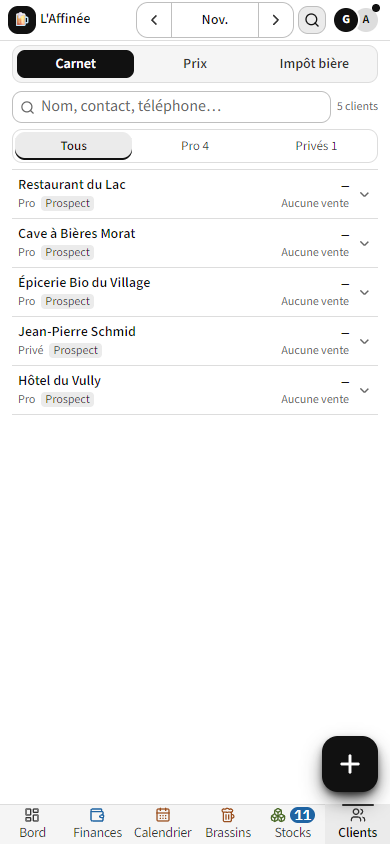 L'Affinée
Nov.
G
A
Carnet
Prix
Impôt bière
Nom, contact, téléphone…
5 clients
Tous
Pro 4
Privés 1
Restaurant du Lac
–
Pro Prospect
Aucune vente
Cave à Bières Morat
–
Pro Prospect
Aucune vente
Épicerie Bio du Village
–
Pro Prospect
Aucune vente
Jean-Pierre Schmid
–
Privé Prospect
Aucune vente
Hôtel du Vully
–
Pro Prospect
Aucune vente
11
Bord
Finances
Calendrier
Brassins
Stocks
Clients